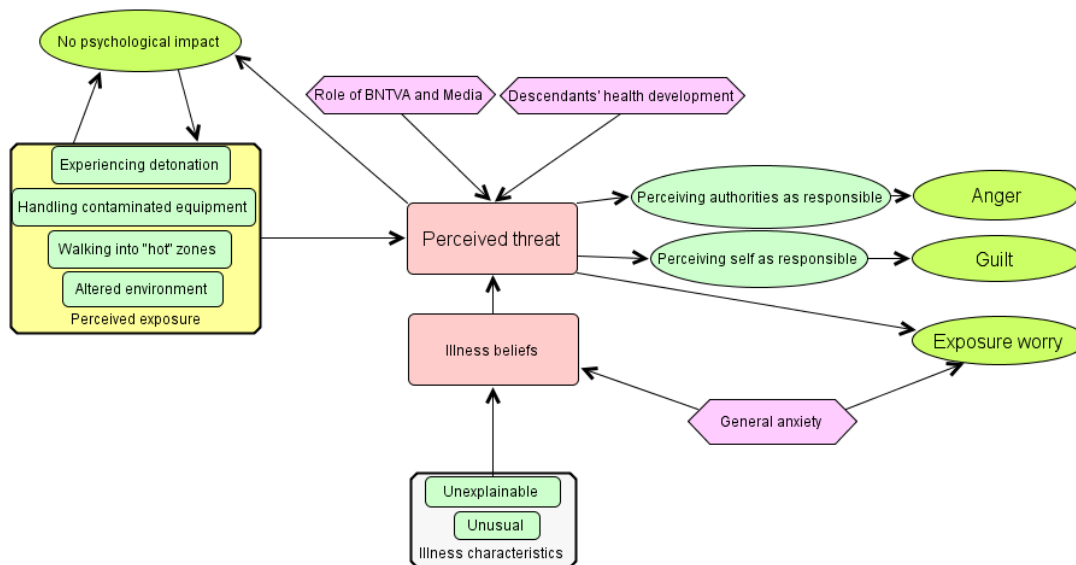 No psychological impact
Role of BNTVA and Media
Descendants' health development
Experiencing detonation
Handling contaminated equipment
Walking into "hot" zones
Altered environment
Perceived exposure
Perceived threat
Perceiving authorities as responsible
Anger
Perceiving self as responsible
Guilt
Illness beliefs
Exposure worry
General anxiety
Unexplainable
Unusual
Illness characteristics